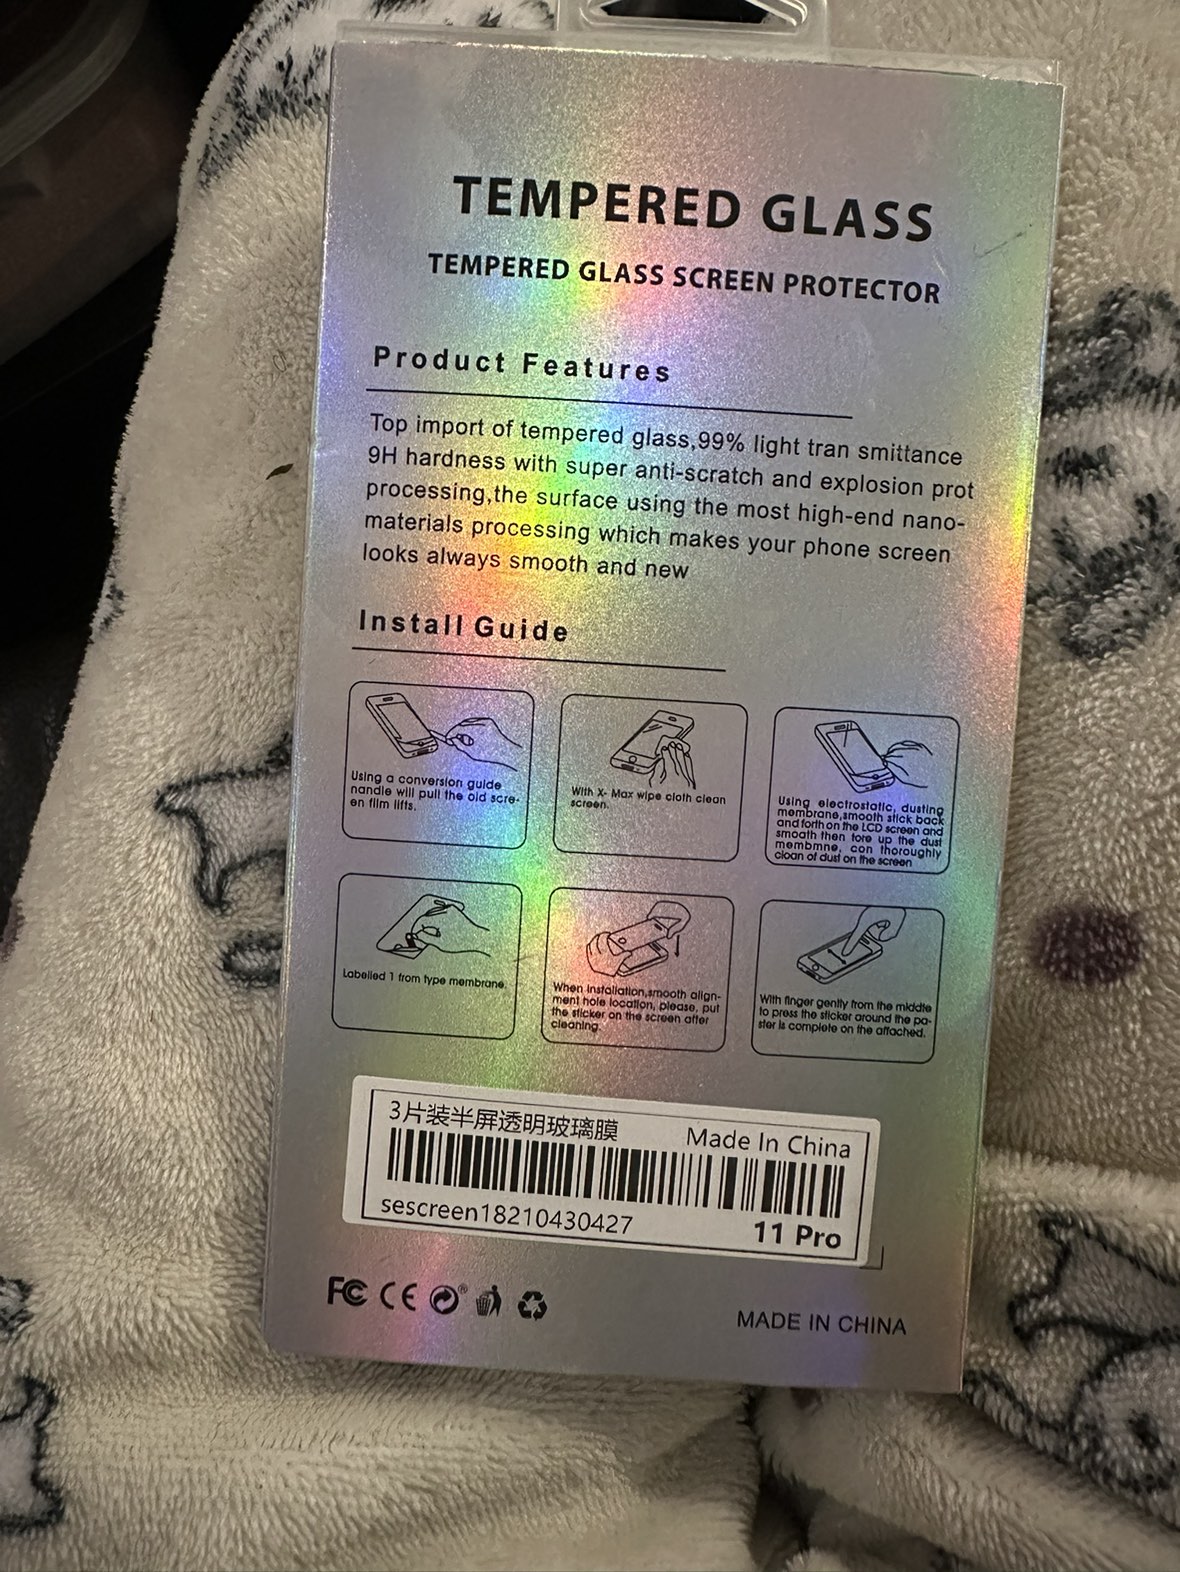 TEMPERED GLASS
TEMPERED GLASS SCREEN PROTECTOR
Product Features
Top import of tempered glass,99% light tran smittance
9H hardness with super anti-scratch and explosion prot
processing,the surface using the most high-end nano-
materials processing which makes your phone screen
looks always smooth and new
Install Guide
Using a conversion guide
nandle will pull the old scre-
en film lifts.
With X- Max wipe cloth clean
screen.
Using electrostatic, dusting
membrane,smooth stick back
and forth on the LCD screen and
smoath then tore up the dust
membmne, con thoroughly
cloan of dust on the screen
Labelled 1 from type membrane.
When installation,smooth align-
ment hole location, please, put
the sticker on the screen after
cleaning.
With finger gently from the middle
to press the sticker around the pa-
ster is complete on the attached.
3片装半屏透明玻璃膜 Made In China
sescreen18210430427 11 Pro
FC CE
MADE IN CHINA